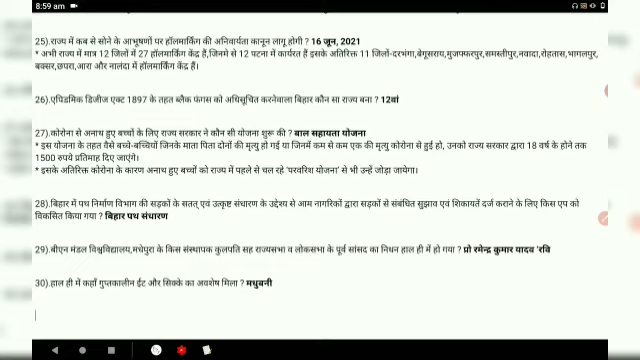 8:59 am
25).राज्य में कब से सोने के आभूषणों पर हॉलमार्किंग की अनिवार्यता कानून लागू होगी ? 16 जून, 2021
* अभी राज्य में मात्र 12 जिलों में 27 हॉलमार्किंग केंद्र हैं,जिनमे से 12 पटना में कार्यरत हैं इसके अतिरिक्त 11 जिलों-दरभंगा,बेगूसराय,मुजफ्फरपुर,समस्तीपुर,नवादा,रोहतास,भागलपुर,
बक्सर,छपरा,आरा और नालंदा में हॉलमार्किंग केंद्र हैं।
26).एपिडमिक डिजीज एक्ट 1897 के तहत ब्लैक फंगस को अधिसूचित करनेवाला बिहार कौन सा राज्य बना ? 12वां
27).कोरोना से अनाथ हुए बच्चों के लिए राज्य सरकार ने कौन सी योजना शुरू की ? बाल सहायता योजना
* इस योजना के तहत वैसे बच्चे-बच्चियों जिनके माता पिता दोनों की मृत्यु हो गई या जिनमें कम से कम एक की मृत्यु कोरोना से हुई हो, उनको राज्य सरकार द्वारा 18 वर्ष के होने तक
1500 रुपये प्रतिमाह दिए जाएंगे।
* इसके अतिरिक्त कोरोना के कारण अनाथ हुए बच्चों को राज्य में पहले से चल रहे 'परवरिश योजना' से भी उन्हें जोड़ा जायेगा।
28).बिहार में पथ निर्माण विभाग की सड़कों के सतत् एवं उत्कृष्ट संधारण के उद्देश्य से आम नागरिकों द्वारा सड़कों से संबंधित सुझाव एवं शिकायतें दर्ज कराने के लिए किस एप को
विकसित किया गया ? बिहार पथ संधारण
29).बीएन मंडल विश्वविद्यालय,मधेपुरा के किस संस्थापक कुलपति सह राज्यसभा व लोकसभा के पूर्व सांसद का निधन हाल ही में हो गया ? प्रो रमेन्द्र कुमार यादव 'रवि
30).हाल ही में कहाँ गुप्तकालीन ईंट और सिक्के का अवशेष मिला ? मधुबनी